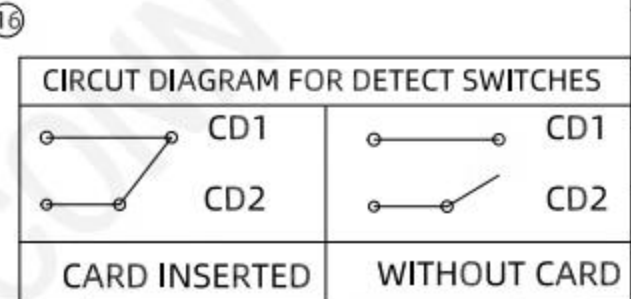 16
CIRCUT DIAGRAM FOR DETECT SWITCHES
CD1
CD2
CD1
CD2
CARD INSERTED
WITHOUT CARD